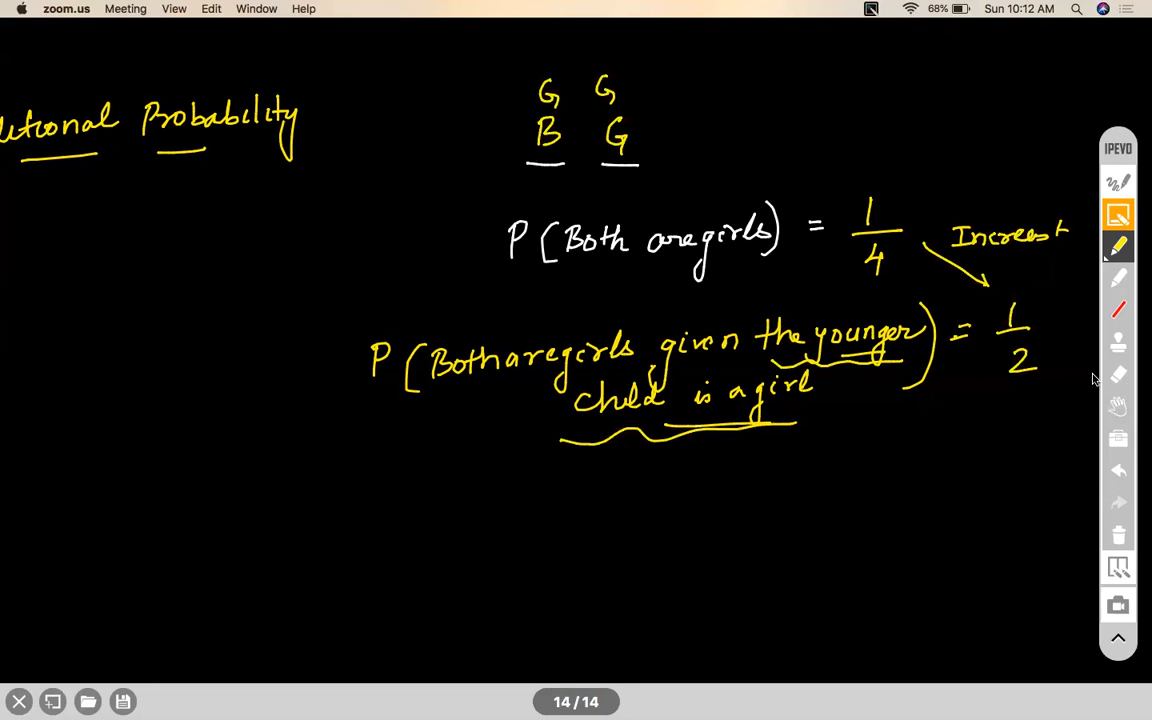 zoom.us Meeting View Edit Window Help 68% Sun 10:12 AM
Probability
G G
B G
IPEVO
P(Both are girls) = 1/4
Increase
P(Both are girls given the younger child is a girl) = 1/2
14 / 14